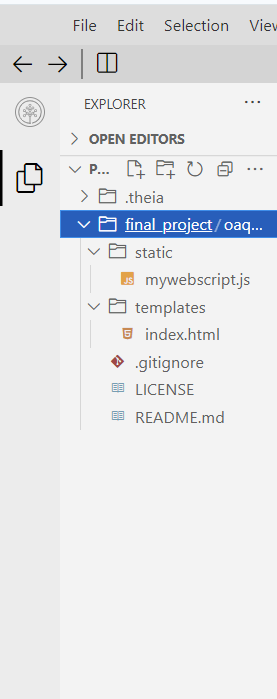 File Edit Selection View
EXPLORER ...
OPEN EDITORS
P... ...
.theia
final_project / oaq...
static
JS mywebscript.js
templates
index.html
.gitignore
LICENSE
README.md